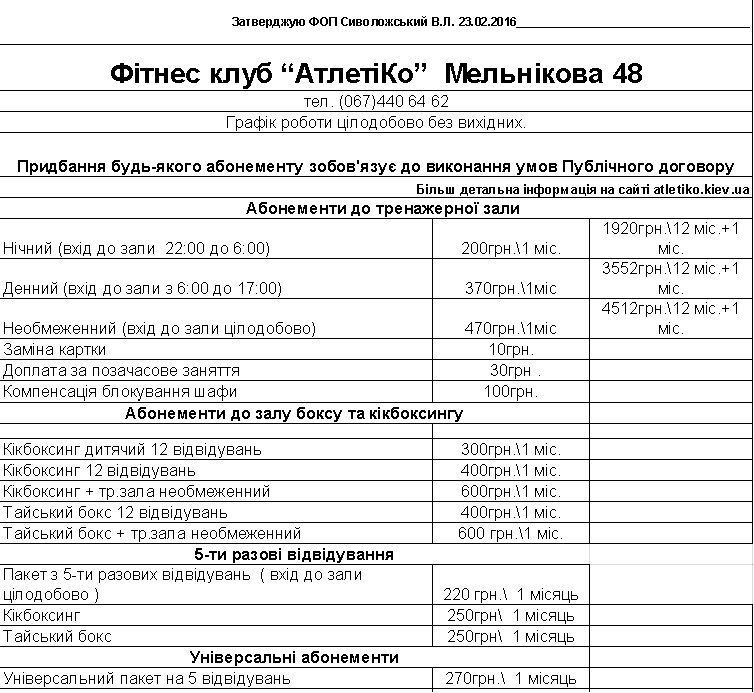 Затверджую ФОП Сиволожський В.Л. 23.02.2016
Фітнес клуб “АтлетіКо” Мельнікова 48
тел. (067)440 64 62
Графік роботи цілодобово без вихідних.
Придбання будь-якого абонементу зобов'язує до виконання умов Публічного договору
Більш детальна інформація на сайті atletiko.kiev.ua
Абонементи до тренажерної зали
Нічний (вхід до зали 22:00 до 6:00) 200грн.\1 міс. 1920грн.\12 міс.+1
міс.
Денний (вхід до зали з 6:00 до 17:00) 370грн.\1міс 3552грн.\12 міс.+1
міс.
Необмеженний (вхід до зали цілодобово) 470грн.\1міс 4512грн.\12 міс.+1
міс.
Заміна картки 10грн.
Доплата за позачасове заняття 30грн .
Компенсація блокування шафи 100грн.
Абонементи до залу боксу та кікбоксингу
Кікбоксинг дитячий 12 відвідувань 300грн.\1 міс.
Кікбоксинг 12 відвідувань 400грн.\1 міс.
Кікбоксинг + тр.зала необмеженний 600грн.\1 міс.
Тайський бокс 12 відвідувань 400грн.\1 міс.
Тайський бокс + тр.зала необмеженний 600 грн.\1 міс.
5-ти разові відвідування
Пакет з 5-ти разових відвідувань ( вхід до зали
цілодобово ) 220 грн.\ 1 місяць
Кікбоксинг 250грн\ 1 місяць
Тайський бокс 250грн\ 1 місяць
Універсальні абонементи
Універсальний пакет на 5 відвідувань 270грн.\ 1 місяць